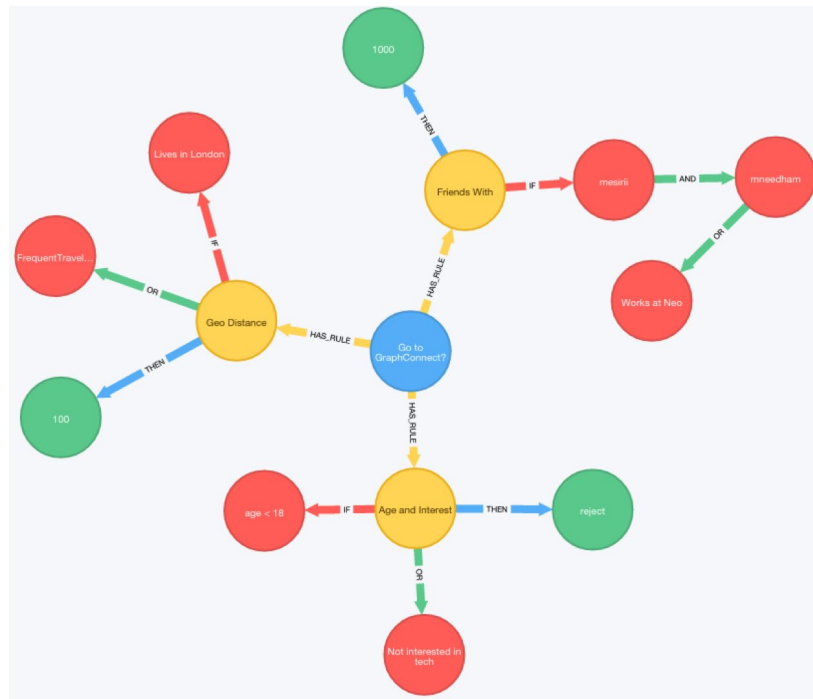 1000
THEN
Lives in London
IF
Friends With
IF
mesirii
AND
mneedham
OR
Works at Neo
HAS_RULE
FrequentTravel...
OR
Geo Distance
HAS_RULE
Go to
GraphConnect?
THEN
100
HAS_RULE
age < 18
IF
Age and Interest
THEN
reject
OR
Not interested in
tech